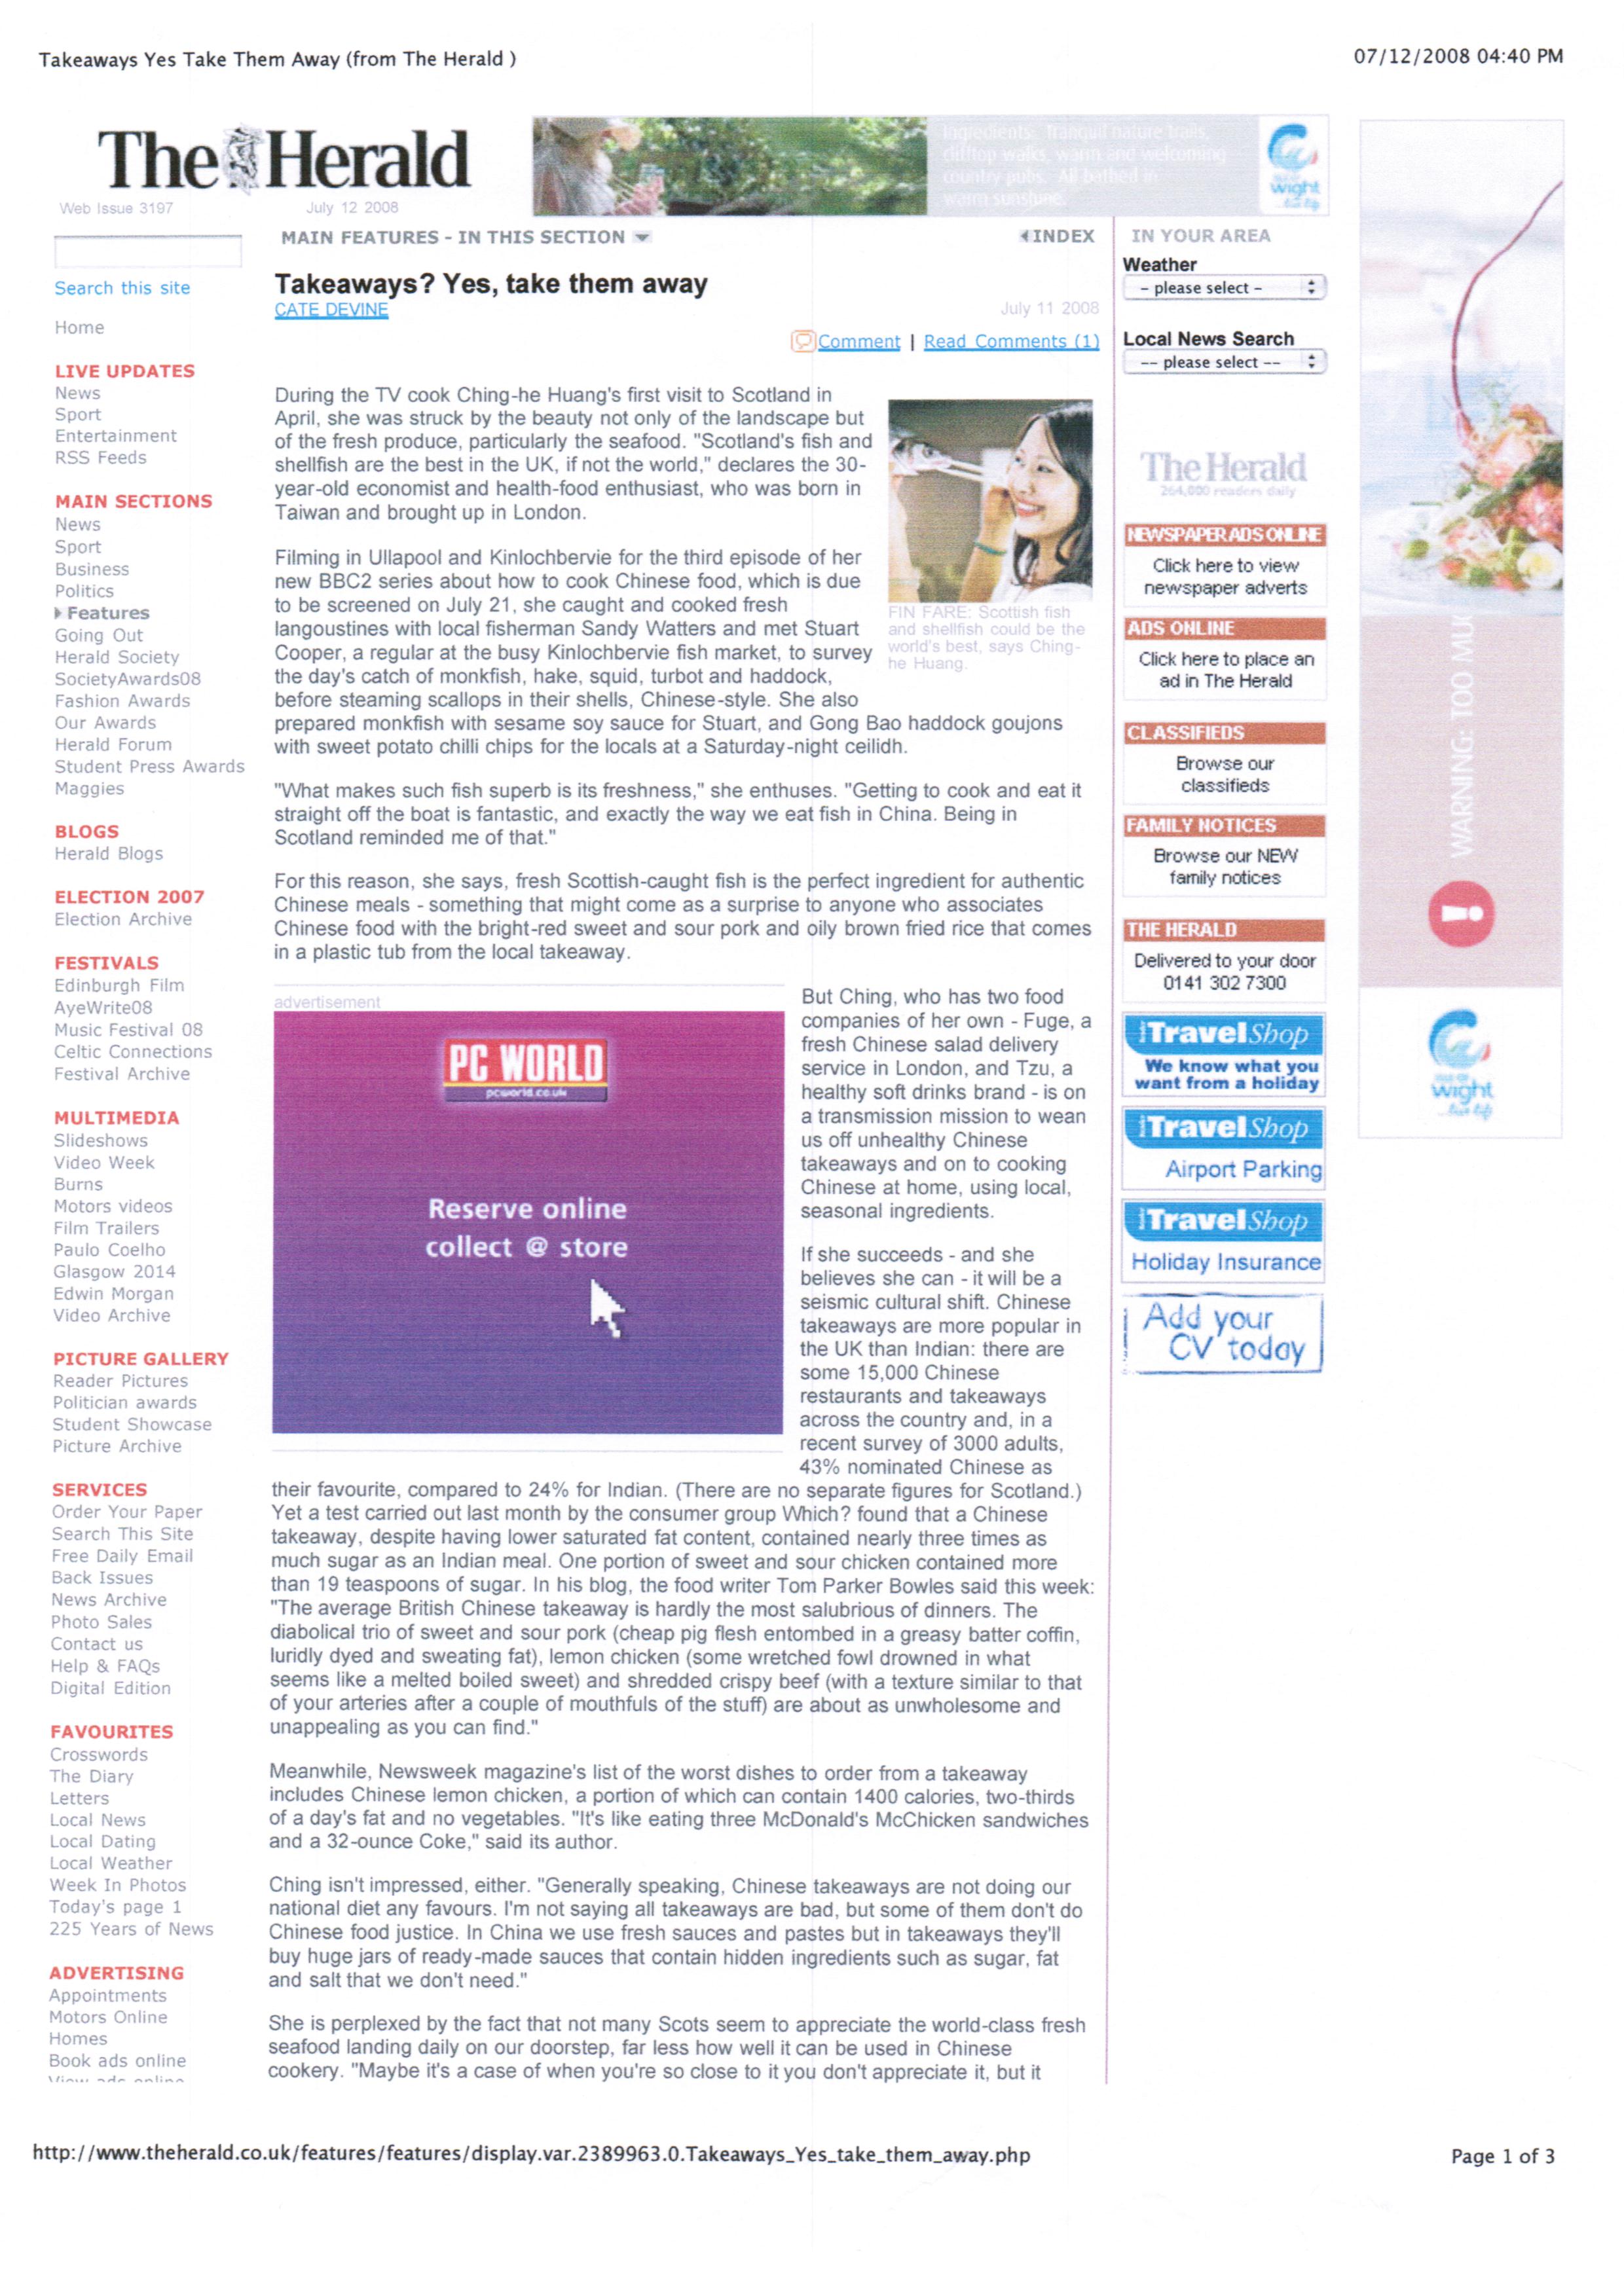 Takeaways Yes Take Them Away (from The Herald )
07/12/2008 04:40 PM
The Herald
Web Issue 3197
July 12 2008
Ingredients: Tranquil nature trails,
clifftop walks, warm and welcoming
country pubs. All bathed in
warm sunshine.
wight
Search this site
Home
LIVE UPDATES
News
Sport
Entertainment
RSS Feeds
MAIN SECTIONS
News
Sport
Business
Politics
Features
Going Out
Herald Society
SocietyAwards08
Fashion Awards
Our Awards
Herald Forum
Student Press Awards
Maggies
BLOGS
Herald Blogs
ELECTION 2007
Election Archive
FESTIVALS
Edinburgh Film
AyeWrite08
Music Festival 08
Celtic Connections
Festival Archive
MULTIMEDIA
Slideshows
Video Week
Burns
Motors videos
Film Trailers
Paulo Coelho
Glasgow 2014
Edwin Morgan
Video Archive
PICTURE GALLERY
Reader Pictures
Politician awards
Student Showcase
Picture Archive
SERVICES
Order Your Paper
Search This Site
Free Daily Email
Back Issues
News Archive
Photo Sales
Contact us
Help & FAQs
Digital Edition
FAVOURITES
Crosswords
The Diary
Letters
Local News
Local Dating
Local Weather
Week In Photos
Today's page 1
225 Years of News
ADVERTISING
Appointments
Motors Online
Homes
Book ads online
View ads online
MAIN FEATURES - IN THIS SECTION
INDEX
Takeaways? Yes, take them away
CATE DEVINE
July 11 2008
Comment | Read Comments (1)
During the TV cook Ching-he Huang's first visit to Scotland in
April, she was struck by the beauty not only of the landscape but
of the fresh produce, particularly the seafood. "Scotland's fish and
shellfish are the best in the UK, if not the world," declares the 30-
year-old economist and health-food enthusiast, who was born in
Taiwan and brought up in London.
Filming in Ullapool and Kinlochbervie for the third episode of her
new BBC2 series about how to cook Chinese food, which is due
to be screened on July 21, she caught and cooked fresh
langoustines with local fisherman Sandy Watters and met Stuart
Cooper, a regular at the busy Kinlochbervie fish market, to survey
the day's catch of monkfish, hake, squid, turbot and haddock,
before steaming scallops in their shells, Chinese-style. She also
prepared monkfish with sesame soy sauce for Stuart, and Gong Bao haddock goujons
with sweet potato chilli chips for the locals at a Saturday-night ceilidh.
FIN FARE: Scottish fish
and shellfish could be the
world's best, says Ching-
he Huang.
"What makes such fish superb is its freshness," she enthuses. "Getting to cook and eat it
straight off the boat is fantastic, and exactly the way we eat fish in China. Being in
Scotland reminded me of that."
For this reason, she says, fresh Scottish-caught fish is the perfect ingredient for authentic
Chinese meals - something that might come as a surprise to anyone who associates
Chinese food with the bright-red sweet and sour pork and oily brown fried rice that comes
in a plastic tub from the local takeaway.
advertisement
PC WORLD
pcworld.co.uk
Reserve online
collect @ store
But Ching, who has two food
companies of her own - Fuge, a
fresh Chinese salad delivery
service in London, and Tzu, a
healthy soft drinks brand - is on
a transmission mission to wean
us off unhealthy Chinese
takeaways and on to cooking
Chinese at home, using local,
seasonal ingredients.
If she succeeds - and she
believes she can - it will be a
seismic cultural shift. Chinese
takeaways are more popular in
the UK than Indian: there are
some 15,000 Chinese
restaurants and takeaways
across the country and, in a
recent survey of 3000 adults,
43% nominated Chinese as
their favourite, compared to 24% for Indian. (There are no separate figures for Scotland.)
Yet a test carried out last month by the consumer group Which? found that a Chinese
takeaway, despite having lower saturated fat content, contained nearly three times as
much sugar as an Indian meal. One portion of sweet and sour chicken contained more
than 19 teaspoons of sugar. In his blog, the food writer Tom Parker Bowles said this week:
"The average British Chinese takeaway is hardly the most salubrious of dinners. The
diabolical trio of sweet and sour pork (cheap pig flesh entombed in a greasy batter coffin,
luridly dyed and sweating fat), lemon chicken (some wretched fowl drowned in what
seems like a melted boiled sweet) and shredded crispy beef (with a texture similar to that
of your arteries after a couple of mouthfuls of the stuff) are about as unwholesome and
unappealing as you can find."
Meanwhile, Newsweek magazine's list of the worst dishes to order from a takeaway
includes Chinese lemon chicken, a portion of which can contain 1400 calories, two-thirds
of a day's fat and no vegetables. "It's like eating three McDonald's McChicken sandwiches
and a 32-ounce Coke," said its author.
Ching isn't impressed, either. "Generally speaking, Chinese takeaways are not doing our
national diet any favours. I'm not saying all takeaways are bad, but some of them don't do
Chinese food justice. In China we use fresh sauces and pastes but in takeaways they'll
buy huge jars of ready-made sauces that contain hidden ingredients such as sugar, fat
and salt that we don't need."
She is perplexed by the fact that not many Scots seem to appreciate the world-class fresh
seafood landing daily on our doorstep, far less how well it can be used in Chinese
cookery. "Maybe it's a case of when you're so close to it you don't appreciate it, but it
IN YOUR AREA
Weather
- please select -
Local News Search
-- please select --
The Herald
264,000 readers daily
NEWSPAPER ADS ONLINE
Click here to view
newspaper adverts
ADS ONLINE
Click here to place an
ad in The Herald
CLASSIFIEDS
Browse our
classifieds
FAMILY NOTICES
Browse our NEW
family notices
THE HERALD
Delivered to your door
0141 302 7300
TravelShop
We know what you
want from a holiday
TravelShop
Airport Parking
TravelShop
Holiday Insurance
Add your
CV today
WARNING: TOO MUC
!
wight
http://www.theherald.co.uk/features/features/display.var.2389963.0.Takeaways_Yes_take_them_away.php
Page 1 of 3